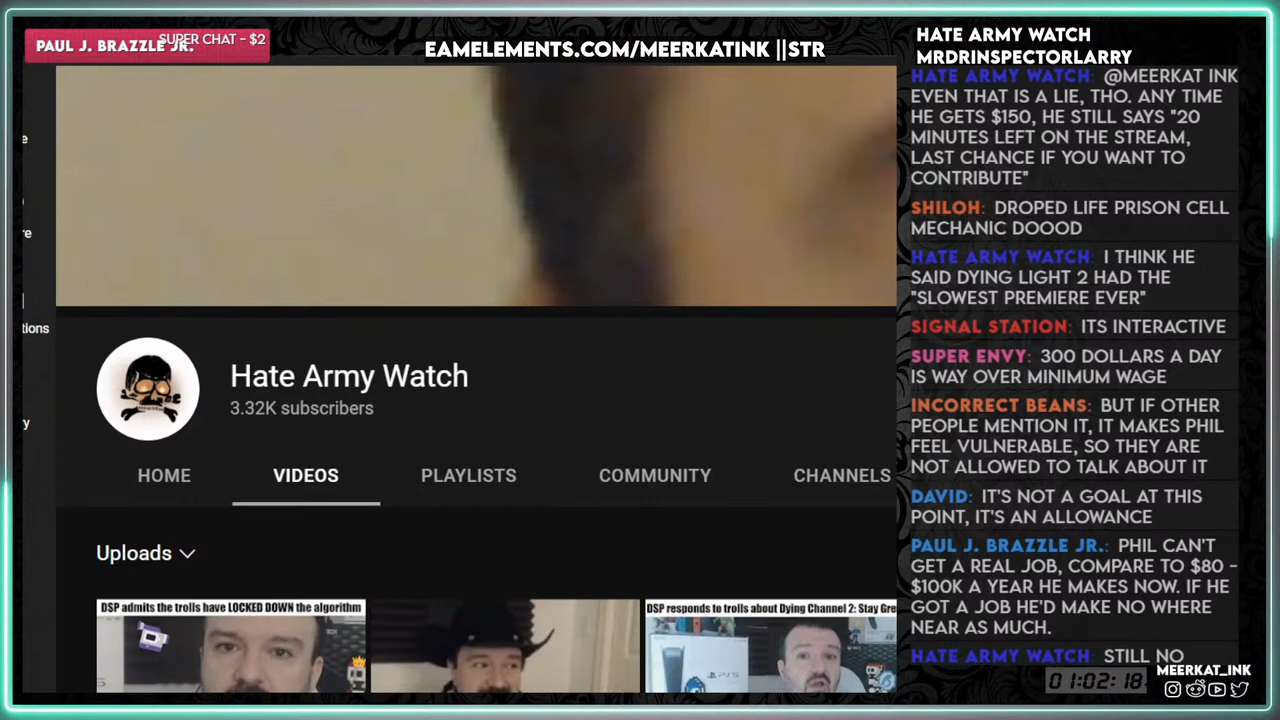 PAUL J. BRAZZLE JR.
SUPER CHAT - $2
EAMELEMENTS.COM/MEERKATINK ||STR
HATE ARMY WATCH
MRDRINSPECTORLARRY
e
re
tions
ry
Hate Army Watch
3.32K subscribers
HOME VIDEOS PLAYLISTS COMMUNITY CHANNELS
Uploads
DSP admits the trolls have LOCKED DOWN the algorithm
DSP responds to trolls about Dying Channel 2: Stay Gre
HATE ARMY WATCH: @MEERKAT INK
EVEN THAT IS A LIE, THO. ANY TIME
HE GETS $150, HE STILL SAYS "20
MINUTES LEFT ON THE STREAM,
LAST CHANCE IF YOU WANT TO
CONTRIBUTE"
SHILOH: DROPED LIFE PRISON CELL
MECHANIC DOOOD
HATE ARMY WATCH: I THINK HE
SAID DYING LIGHT 2 HAD THE
"SLOWEST PREMIERE EVER"
SIGNAL STATION: ITS INTERACTIVE
SUPER ENVY: 300 DOLLARS A DAY
IS WAY OVER MINIMUM WAGE
INCORRECT BEANS: BUT IF OTHER
PEOPLE MENTION IT, IT MAKES PHIL
FEEL VULNERABLE, SO THEY ARE
NOT ALLOWED TO TALK ABOUT IT
DAVID: IT'S NOT A GOAL AT THIS
POINT, IT'S AN ALLOWANCE
PAUL J. BRAZZLE JR.: PHIL CAN'T
GET A REAL JOB, COMPARE TO $80 -
$100K A YEAR HE MAKES NOW. IF HE
GOT A JOB HE'D MAKE NO WHERE
NEAR AS MUCH.
HATE ARMY WATCH: STILL NO
01:02:18
MEERKAT_INK